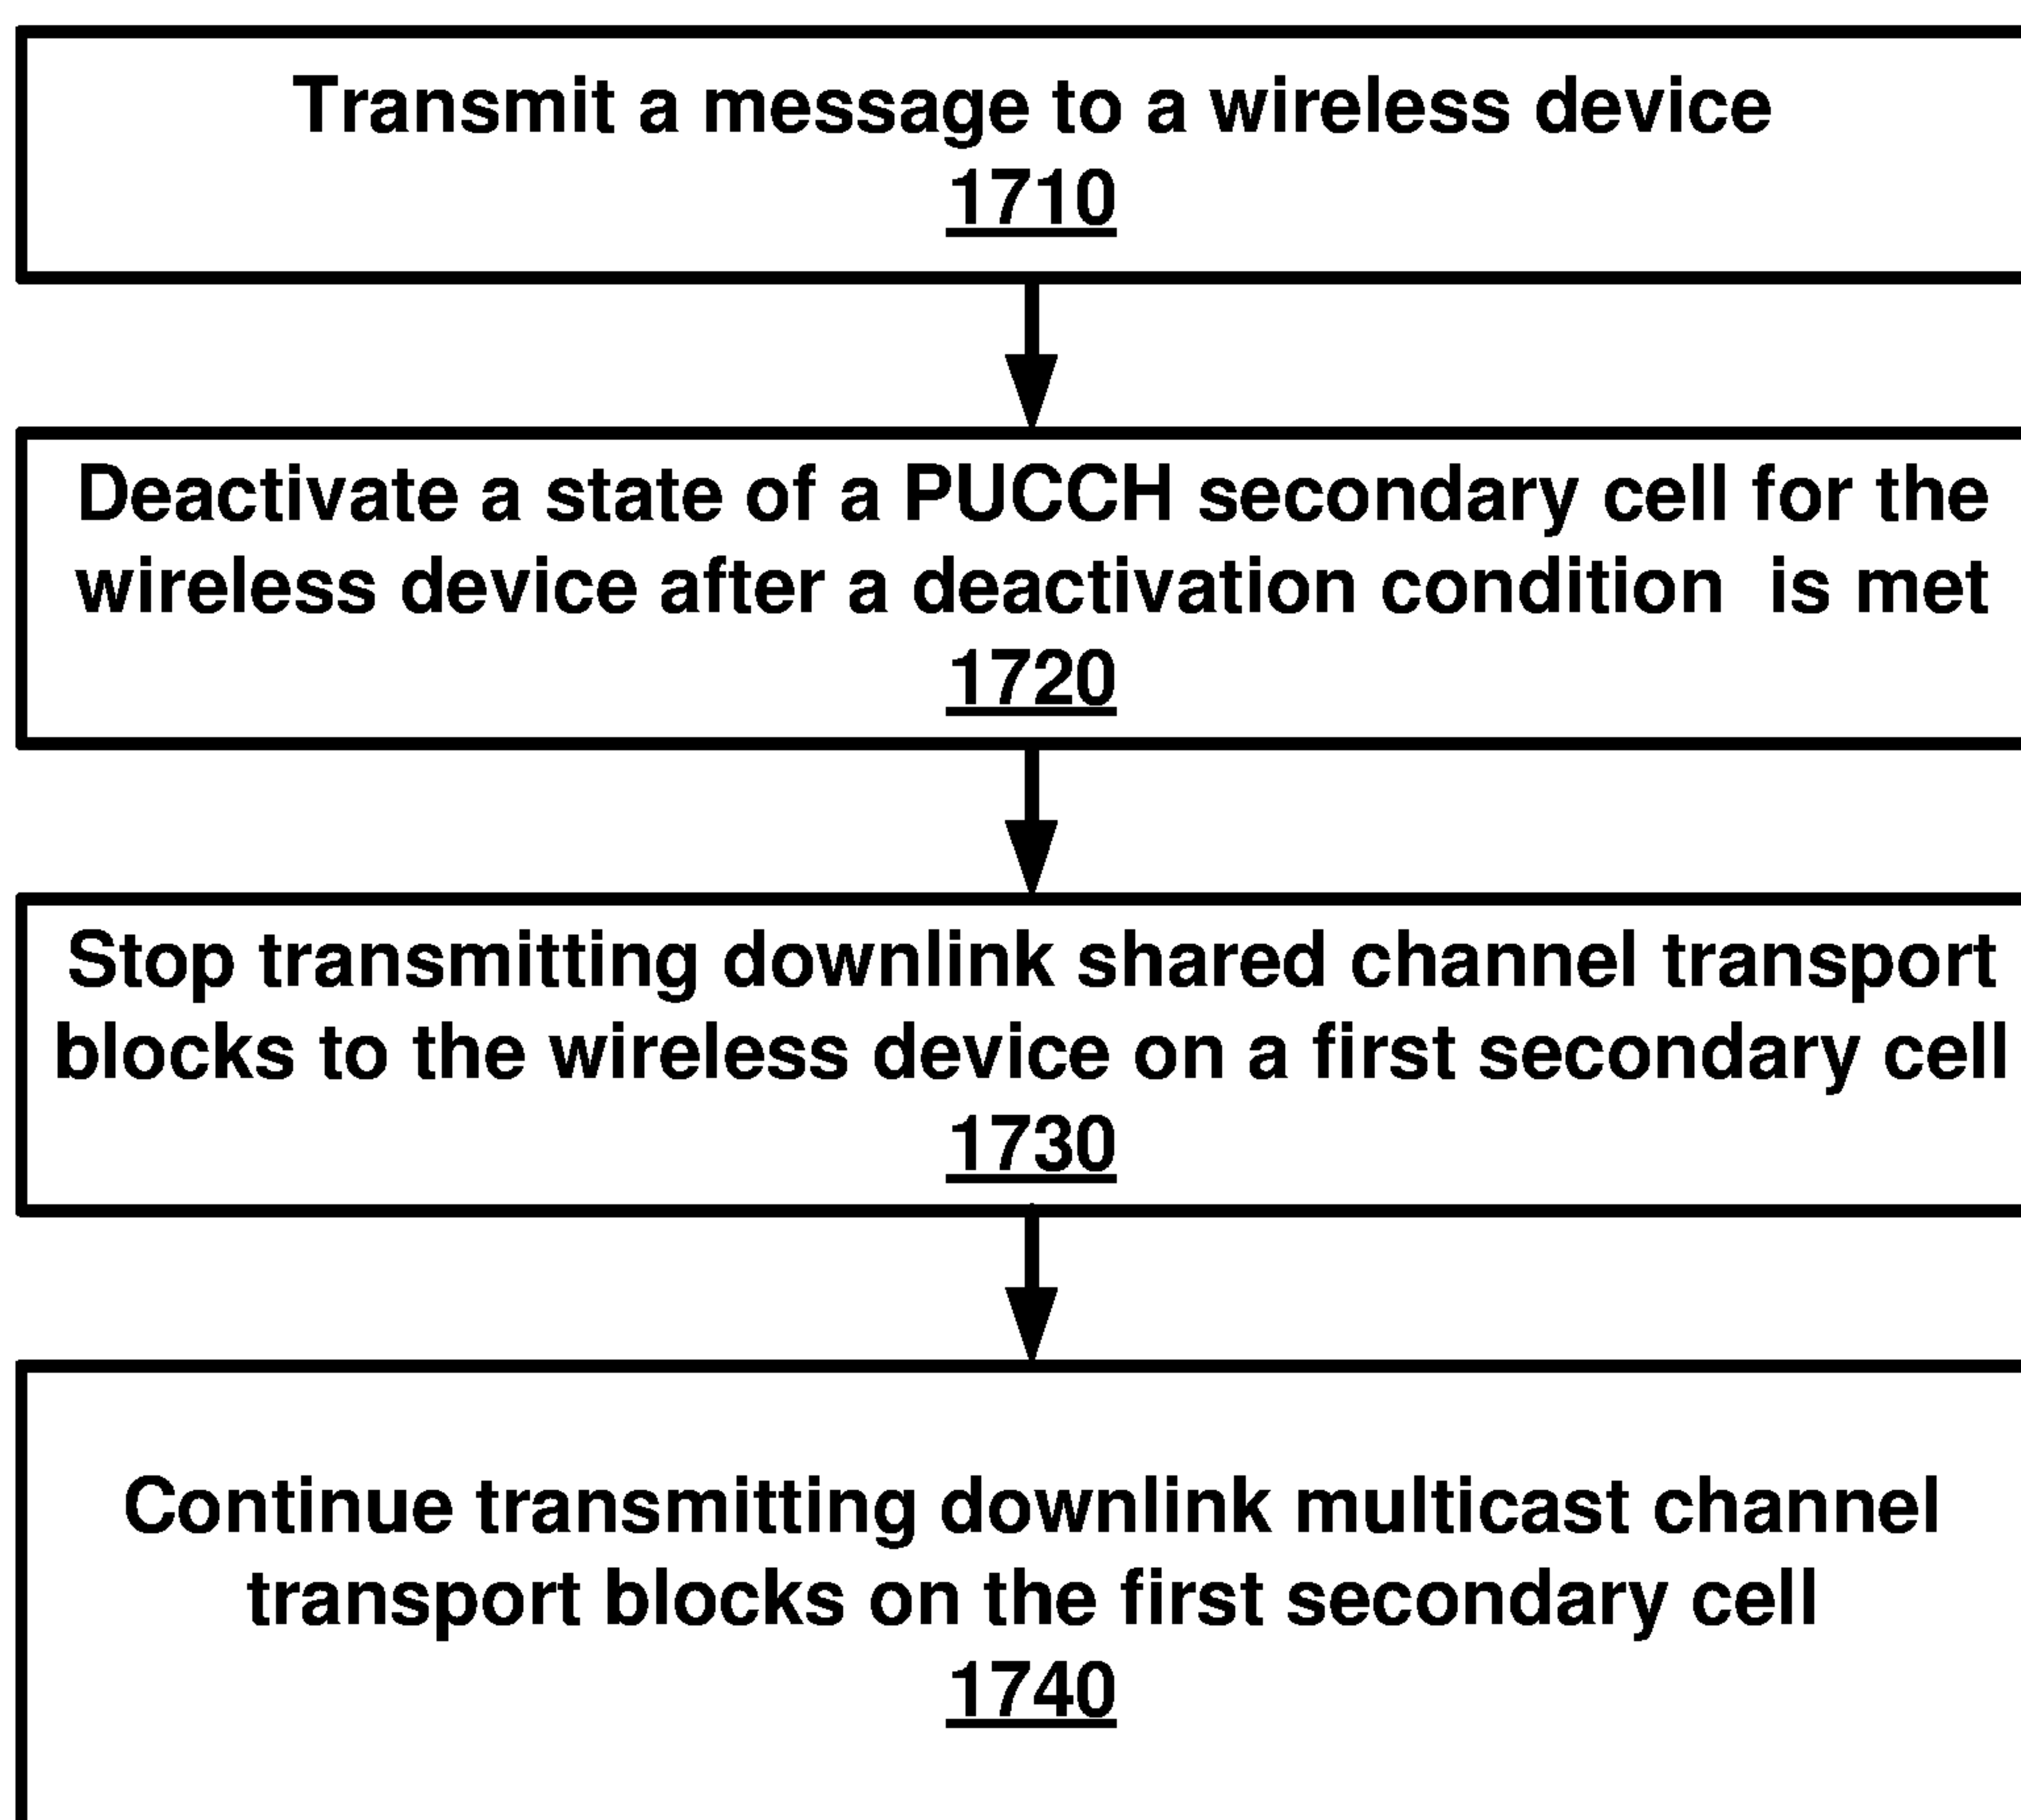 Transmit a message to a wireless device
1710
Deactivate a state of a PUCCH secondary cell for the
wireless device after a deactivation condition  is met
1720
Stop transmitting downlink shared channel transport
blocks to the wireless device on a first secondary cell
1730
Continue transmitting downlink multicast channel
transport blocks on the first secondary cell
1740